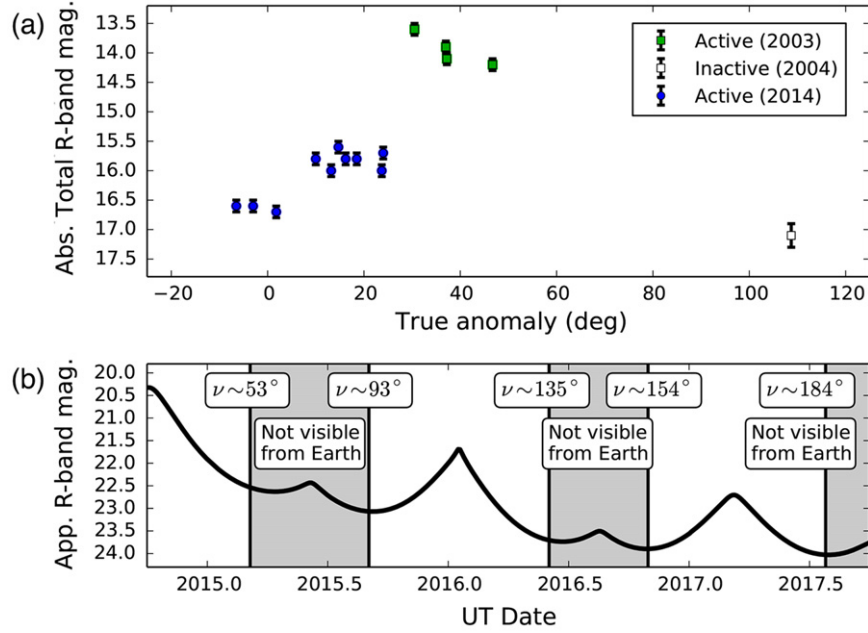 (a)
Abs. Total R-band mag.
13.5
14.0
14.5
15.0
15.5
16.0
16.5
17.0
17.5
Active (2003)
Inactive (2004)
Active (2014)
−20
0
20
40
60
80
100
120
True anomaly (deg)
(b)
App. R-band mag.
20.0
20.5
21.0
21.5
22.0
22.5
23.0
23.5
24.0
ν∼53°
ν∼93°
ν∼135°
ν∼154°
ν∼184°
Not visible
from Earth
Not visible
from Earth
Not visible
from Earth
2015.0
2015.5
2016.0
2016.5
2017.0
2017.5
UT Date